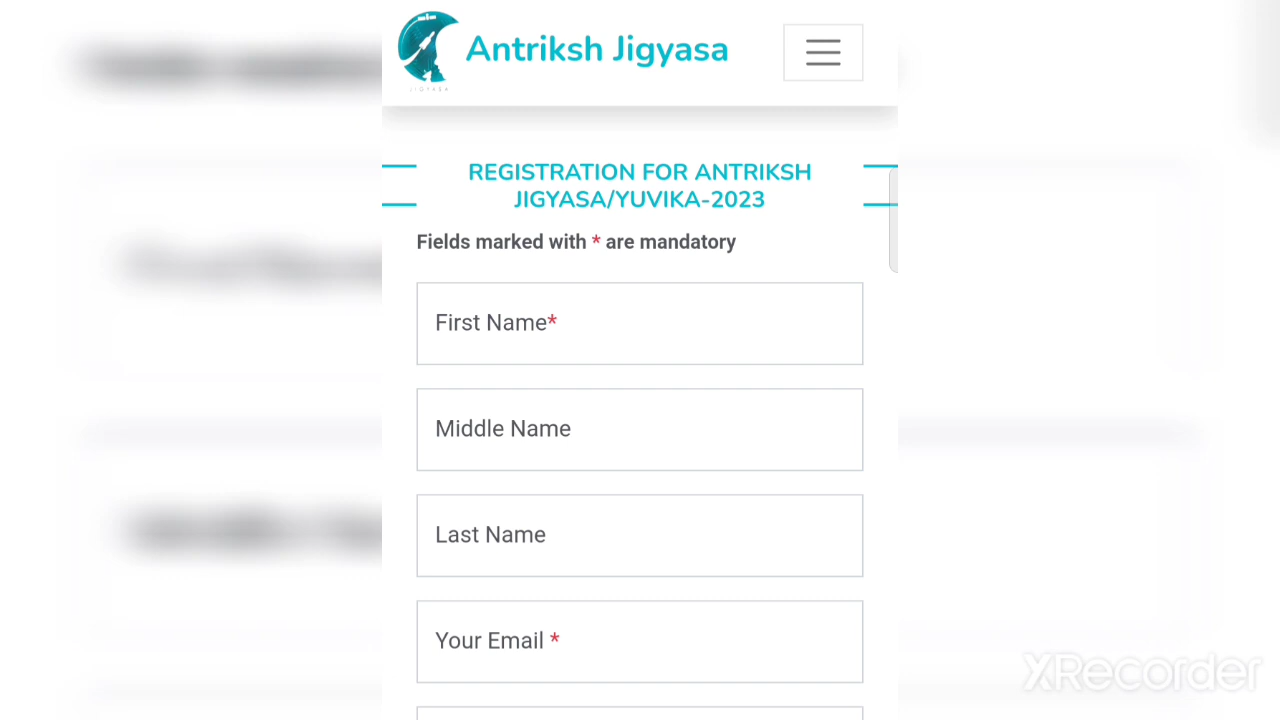 Antriksh Jigyasa
JIGYASA
REGISTRATION FOR ANTRIKSH
JIGYASA/YUVIKA-2023
Fields marked with * are mandatory
First Name*
Middle Name
Last Name
Your Email *
XRecorder